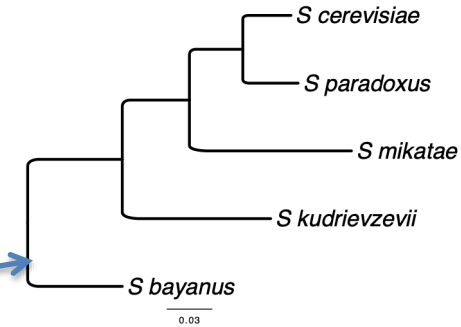 S cerevisiae
S paradoxus
S mikatae
S kudrievzevii
S bayanus
0.03